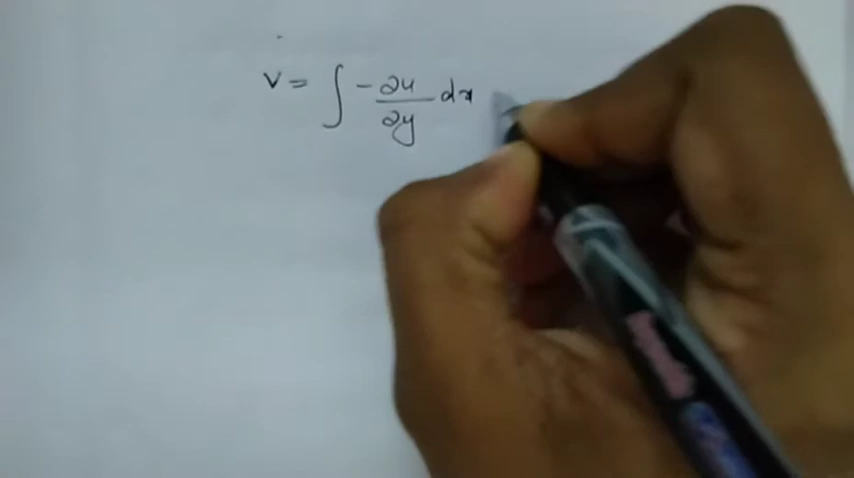 v = ∫ -∂u/∂y dx